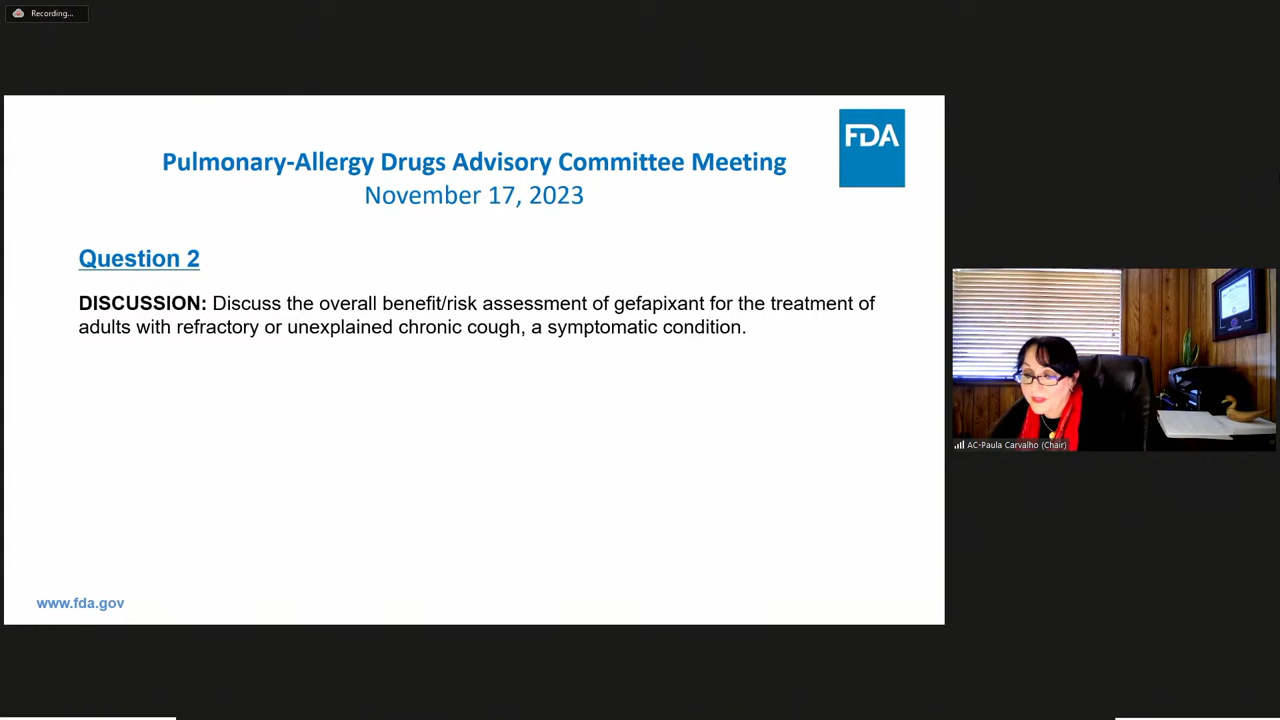 Recording...
FDA
Pulmonary-Allergy Drugs Advisory Committee Meeting
November 17, 2023
Question 2
DISCUSSION: Discuss the overall benefit/risk assessment of gefapixant for the treatment of
adults with refractory or unexplained chronic cough, a symptomatic condition.
www.fda.gov
AC-Paula Carvalho (Chair)